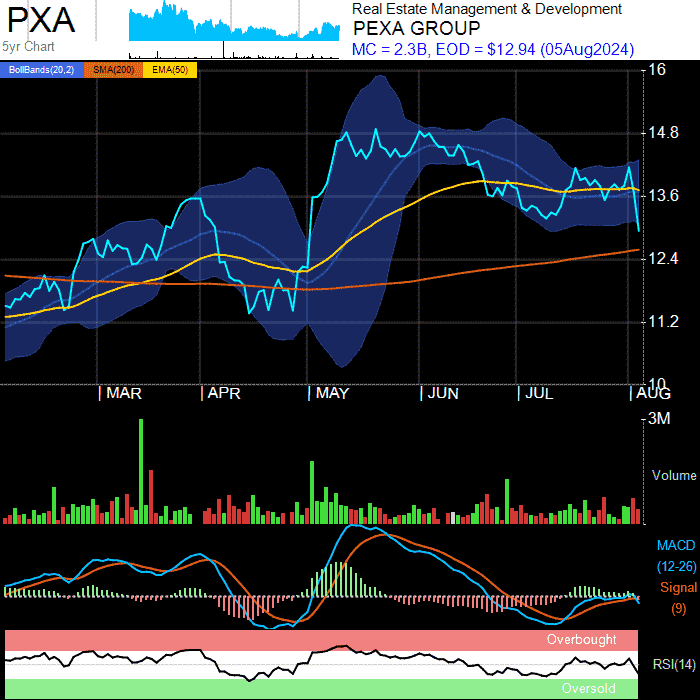 PXA
5yr Chart
Real Estate Management & Development
PEXA GROUP
MC = 2.3B, EOD = $12.94 (05Aug2024)
BollBands(20,2) SMA(200) EMA(50)
16
14.8
13.6
12.4
11.2
10
| MAR | APR | MAY | JUN | JUL | AUG
3M
Volume
MACD
(12-26)
Signal
(9)
Overbought
RSI(14)
Oversold